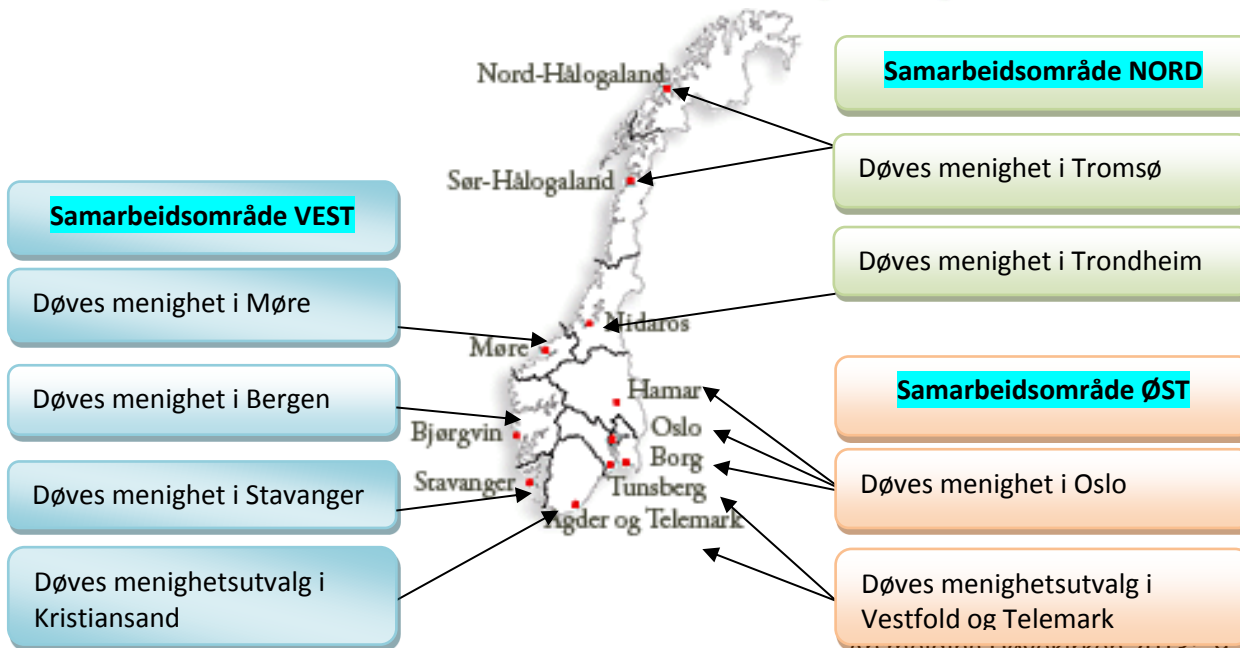 Samarbeidsområde NORD
Nord-Hålogaland
Døves menighet i Tromsø
Sør-Hålogaland
Samarbeidsområde VEST
Døves menighet i Trondheim
Døves menighet i Møre
Nidaros
Møre
Hamar
Samarbeidsområde ØST
Døves menighet i Bergen
Oslo
Bjørgvin
Borg
Stavanger
Tunsberg
Døves menighet i Oslo
Døves menighet i Stavanger
Agder og Telemark
Døves menighetsutvalg i
Kristiansand
Døves menighetsutvalg i
Vestfold og Telemark